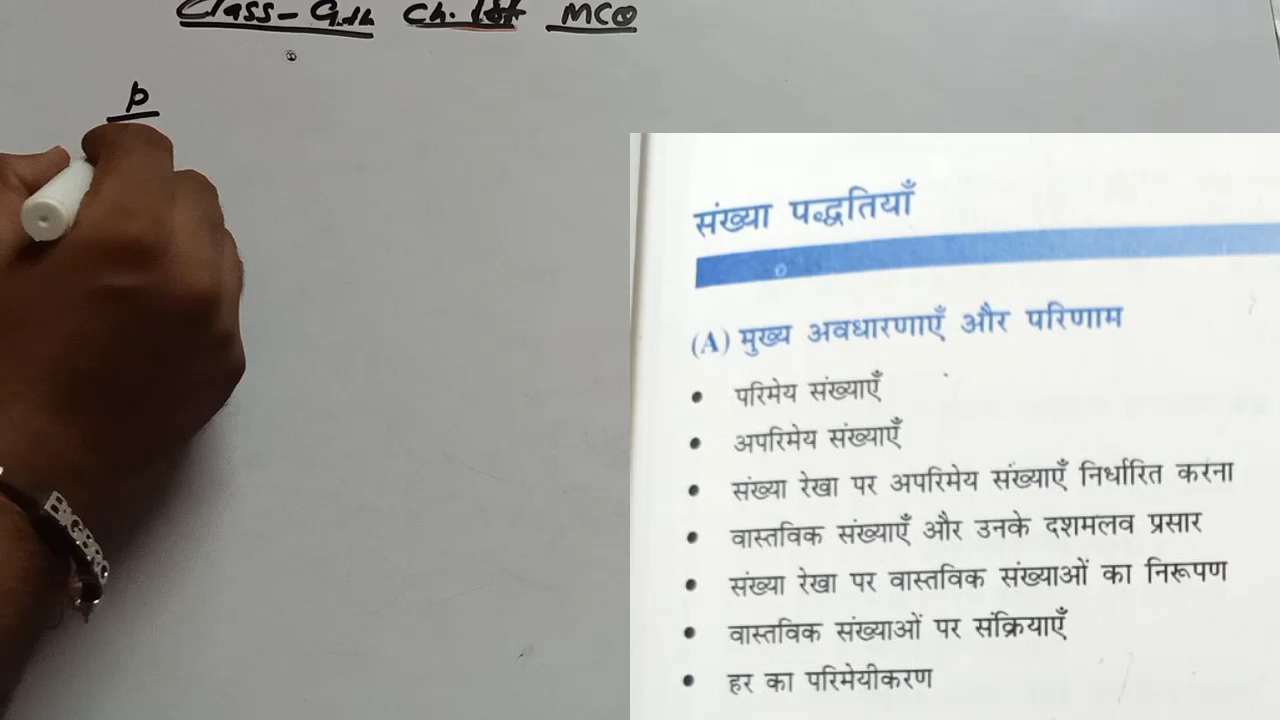 Class - 9th Ch. 1st MCQ
p
संख्या पद्धतियाँ
(A) मुख्य अवधारणाएँ और परिणाम
• परिमेय संख्याएँ
• अपरिमेय संख्याएँ
• संख्या रेखा पर अपरिमेय संख्याएँ निर्धारित करना
• वास्तविक संख्याएँ और उनके दशमलव प्रसार
• संख्या रेखा पर वास्तविक संख्याओं का निरूपण
• वास्तविक संख्याओं पर संक्रियाएँ
• हर का परिमेयीकरण